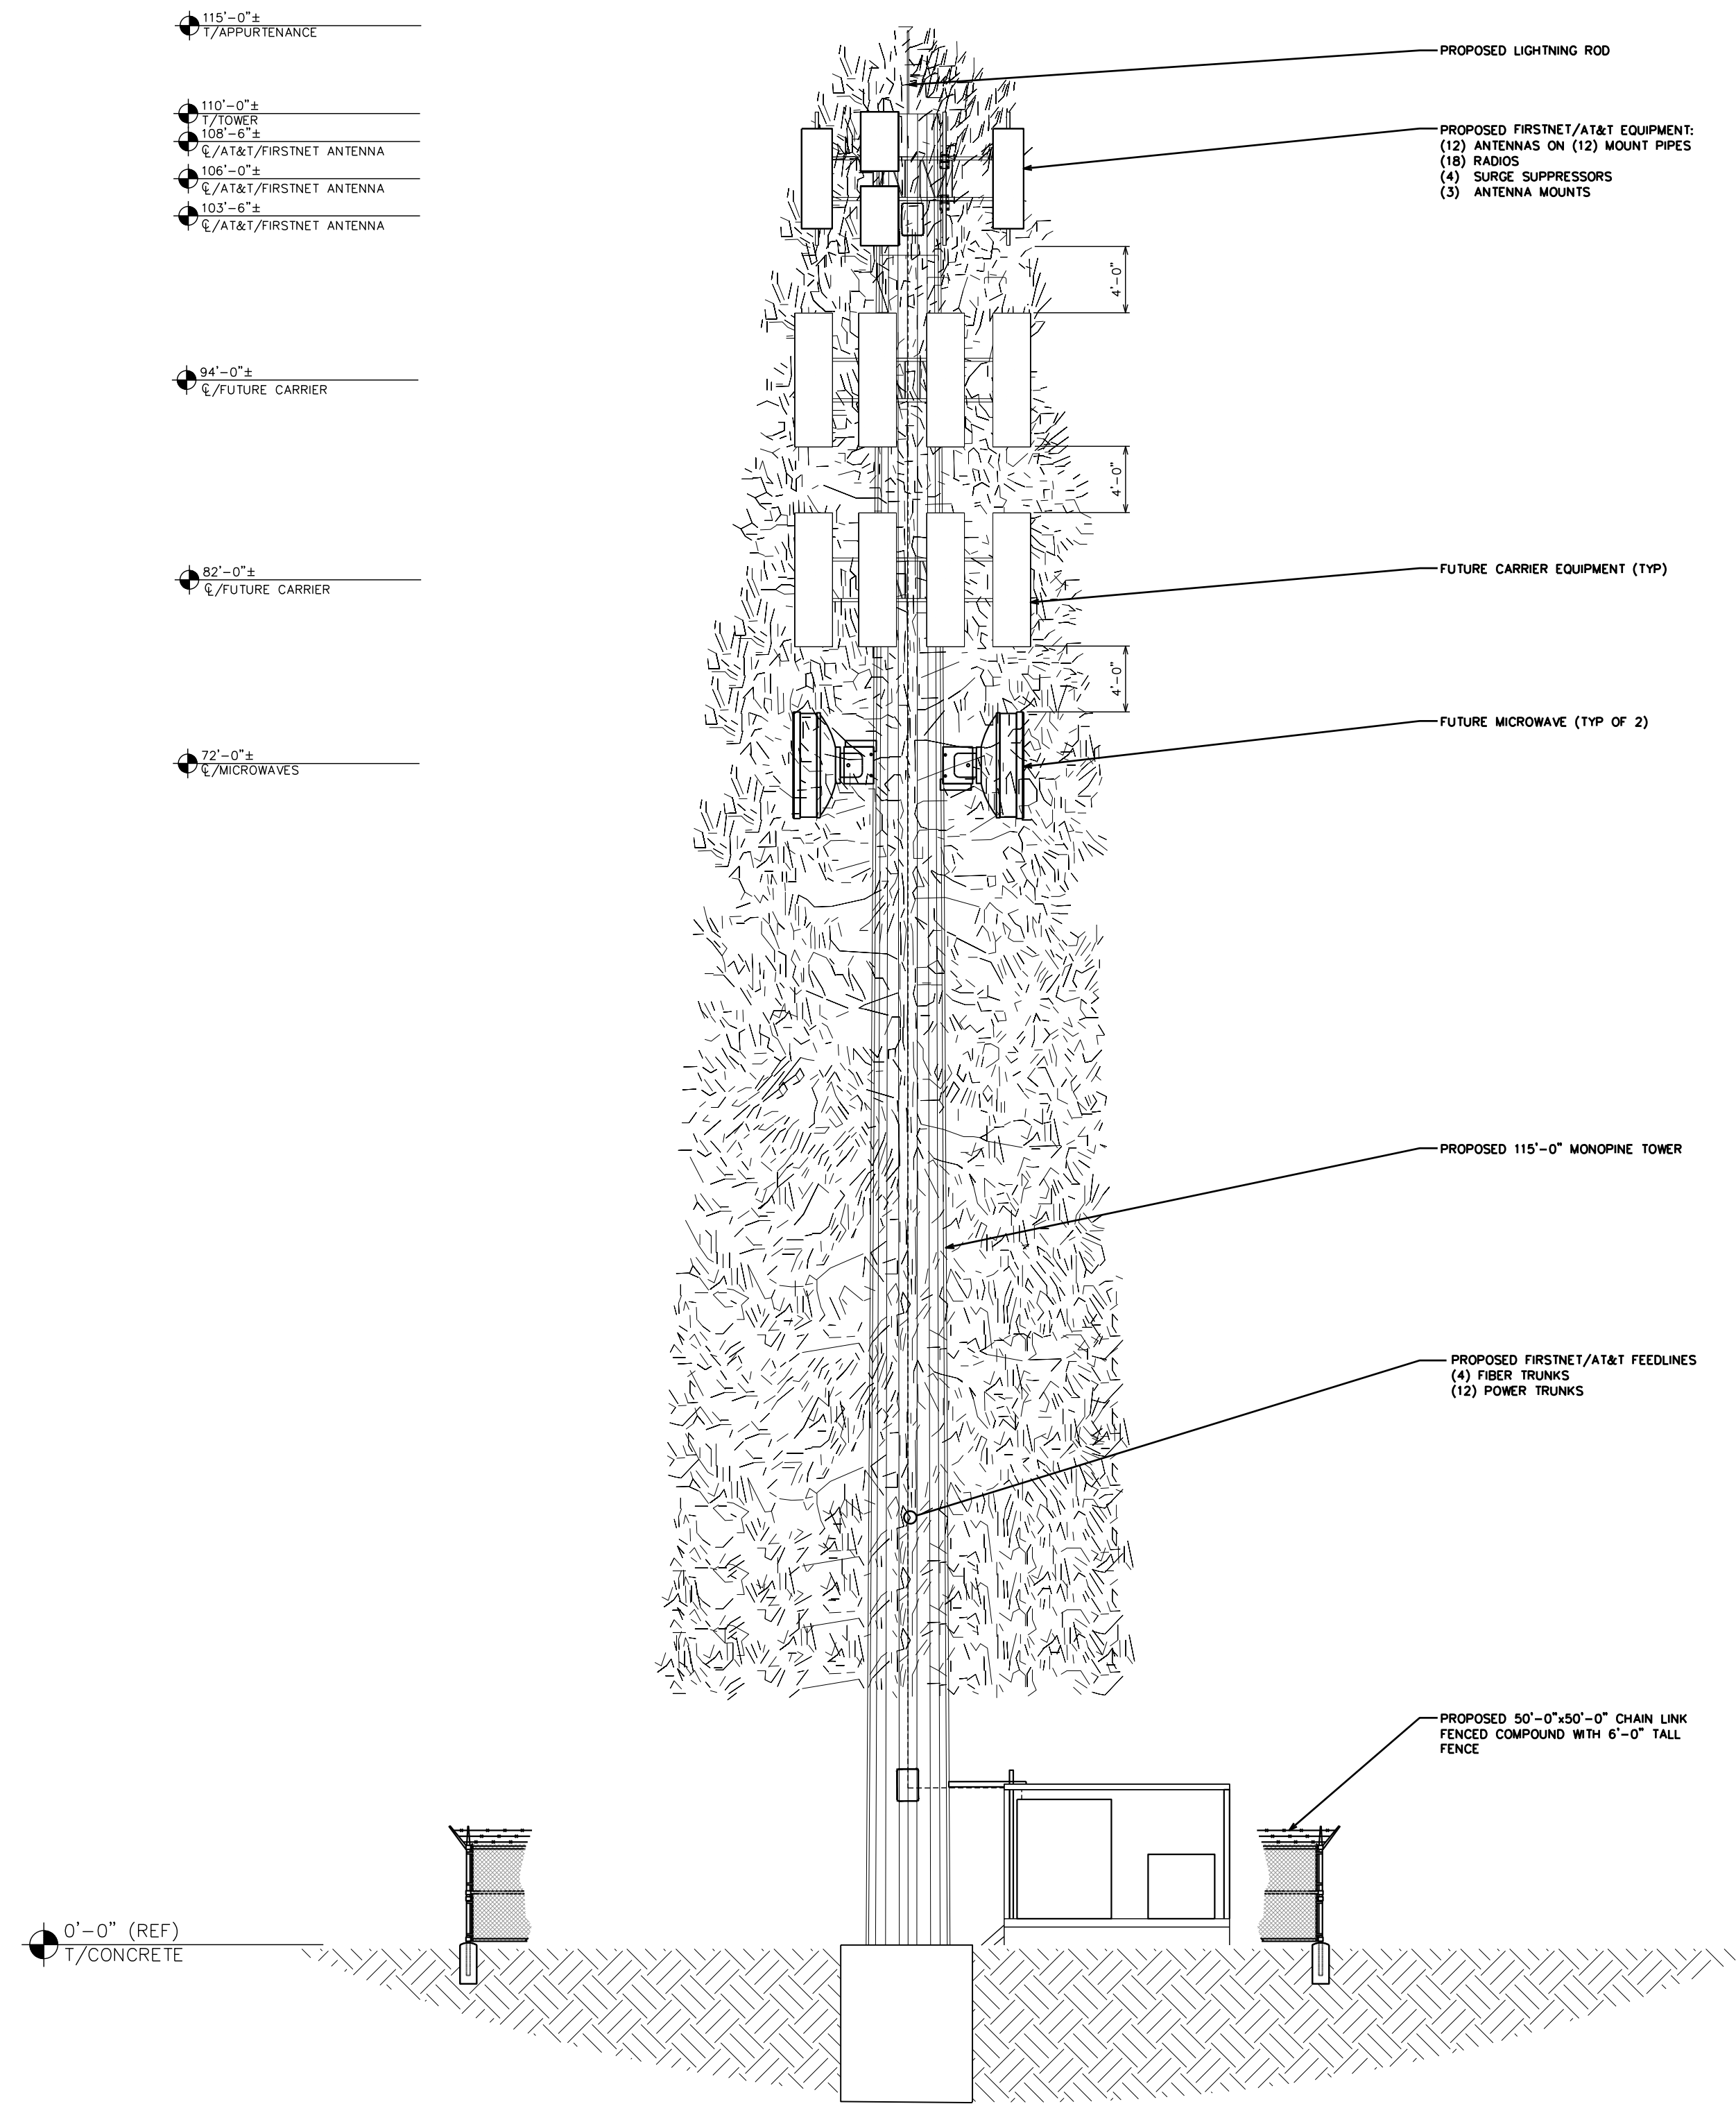 115'-0"±
T/APPURTENANCE
110'-0"±
T/TOWER
108'-6"±
℄/AT&T/FIRSTNET ANTENNA
106'-0"±
℄/AT&T/FIRSTNET ANTENNA
103'-6"±
℄/AT&T/FIRSTNET ANTENNA
94'-0"±
℄/FUTURE CARRIER
82'-0"±
℄/FUTURE CARRIER
72'-0"±
℄/MICROWAVES
0'-0" (REF)
T/CONCRETE
4'-0"
4'-0"
4'-0"
PROPOSED LIGHTNING ROD
PROPOSED FIRSTNET/AT&T EQUIPMENT:
(12) ANTENNAS ON (12) MOUNT PIPES
(18) RADIOS
(4) SURGE SUPPRESSORS
(3) ANTENNA MOUNTS
FUTURE CARRIER EQUIPMENT (TYP)
FUTURE MICROWAVE (TYP OF 2)
PROPOSED 115'-0" MONOPINE TOWER
PROPOSED FIRSTNET/AT&T FEEDLINES
(4) FIBER TRUNKS
(12) POWER TRUNKS
PROPOSED 50'-0"x50'-0" CHAIN LINK
FENCED COMPOUND WITH 6'-0" TALL
FENCE